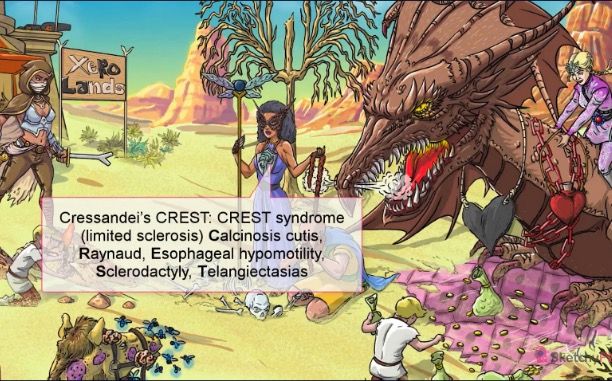 Xero
Lands
Cressandei's CREST: CREST syndrome
(limited sclerosis) Calcinosis cutis,
Raynaud, Esophageal hypomotility,
Sclerodactyly, Telangiectasias
Sketchy